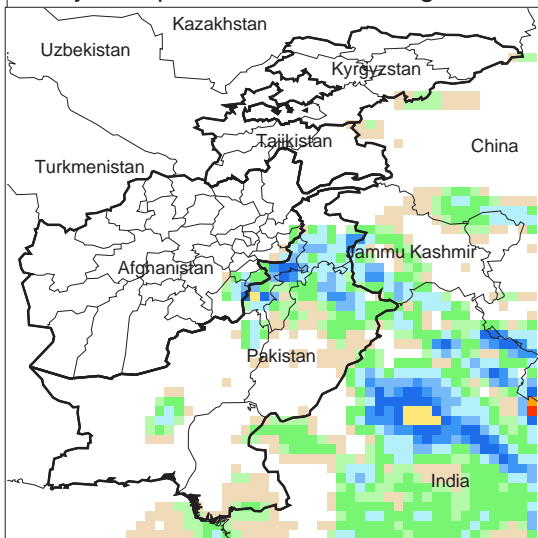 Kazakhstan
Uzbekistan
Kyrgyzstan
Tajikistan
China
Turkmenistan
Jammu Kashmir
Afghanistan
Pakistan
India